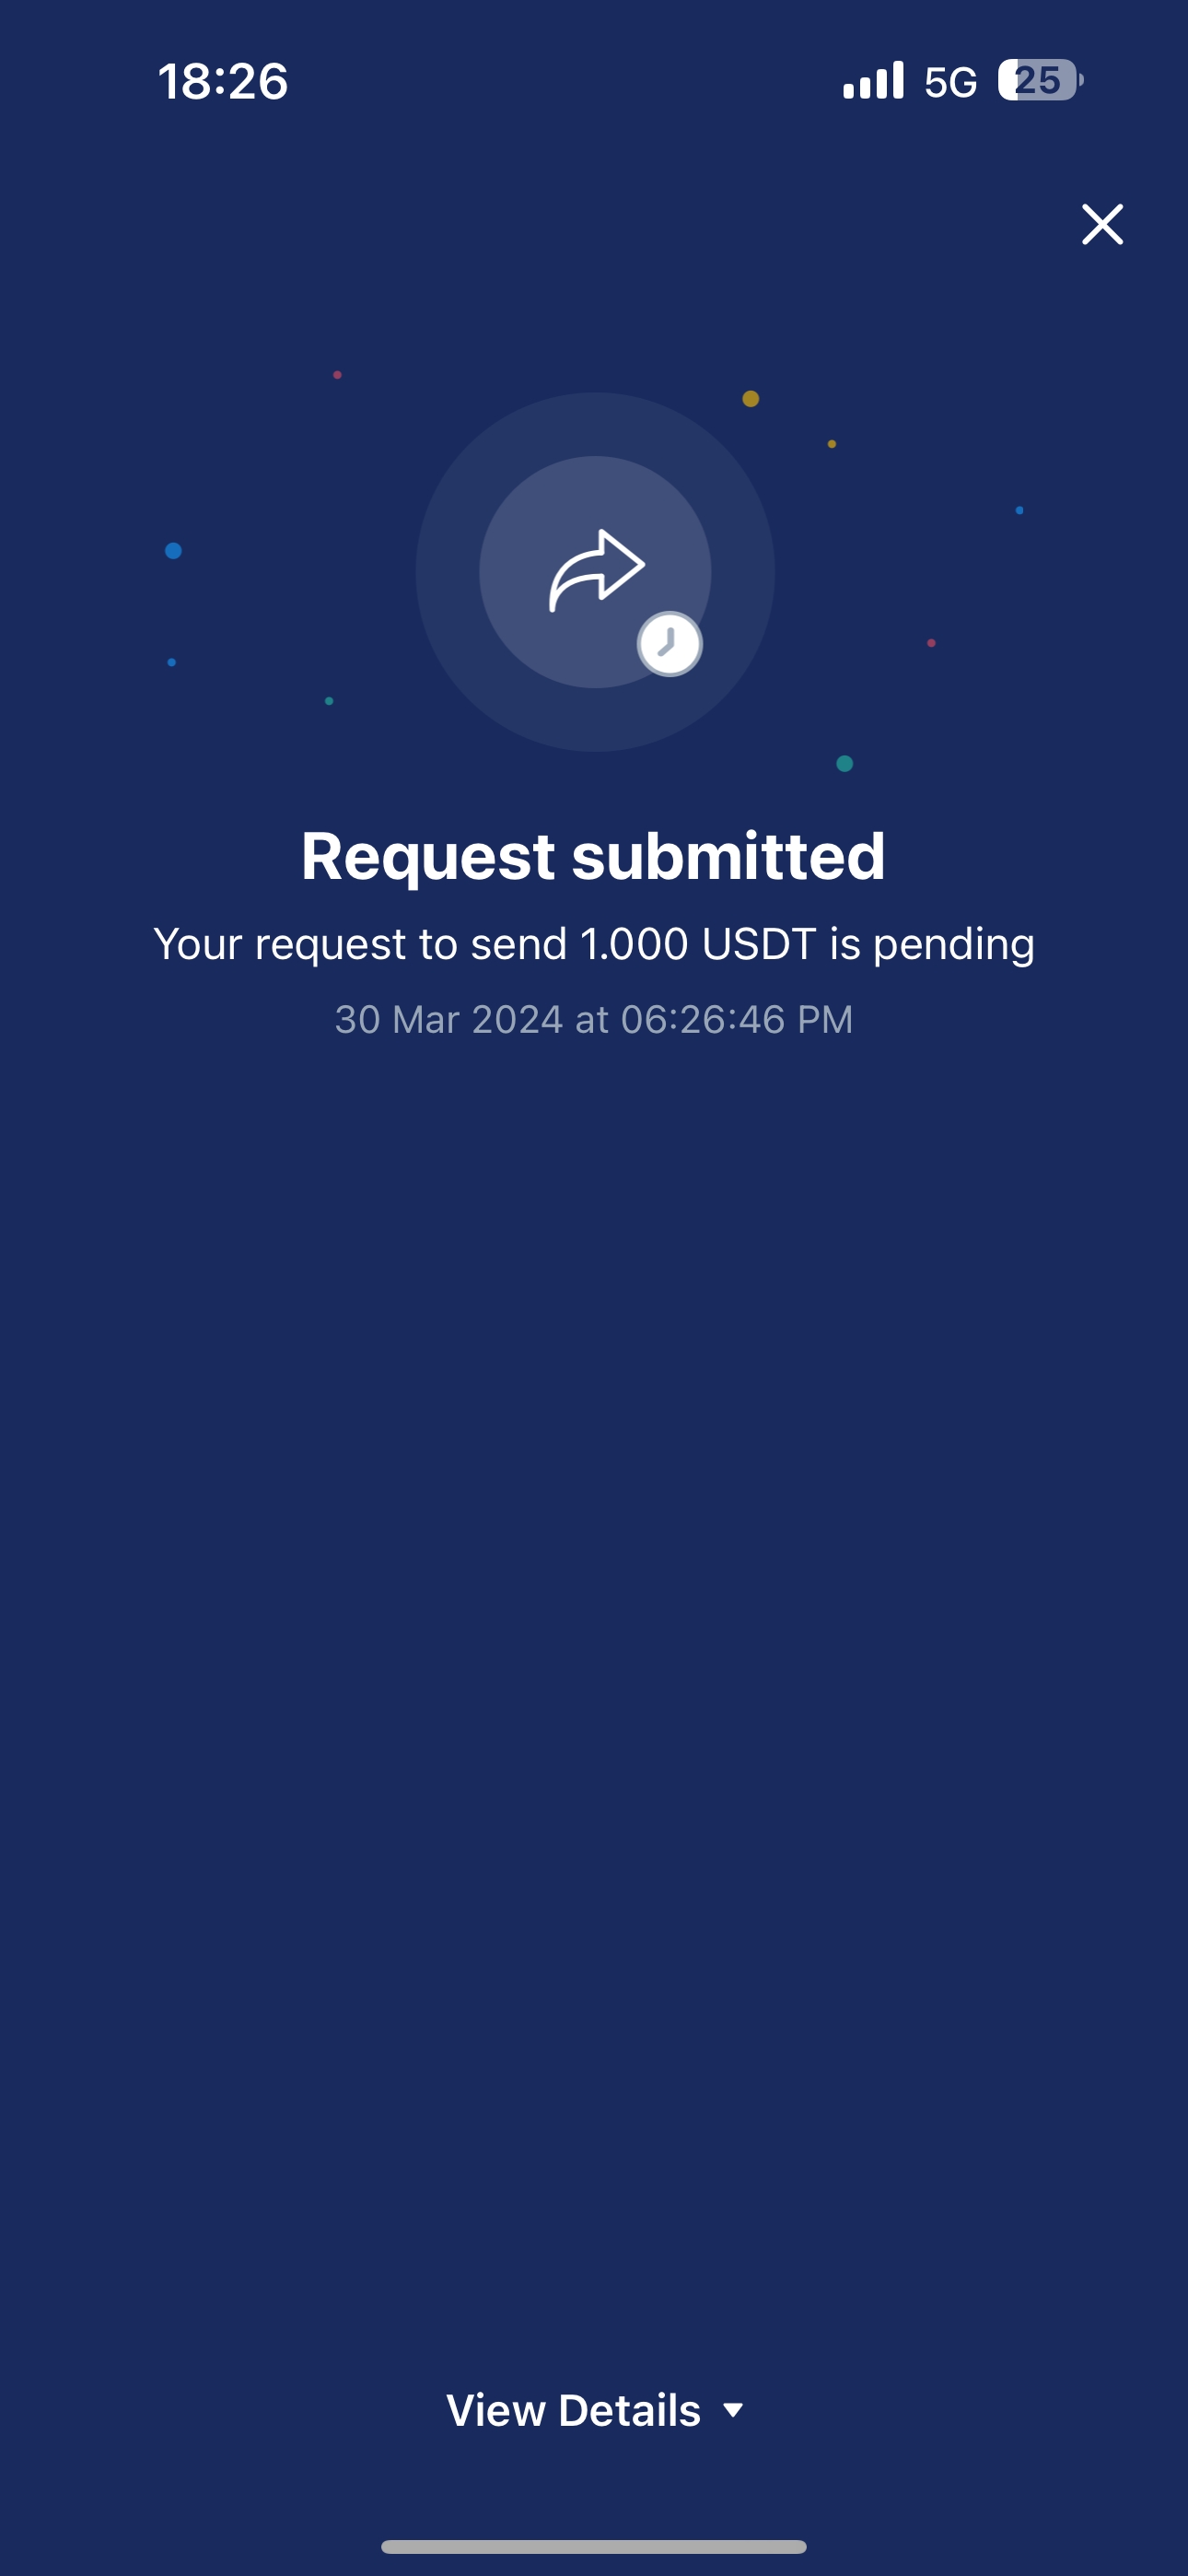 18:26 5G 25
Request submitted
Your request to send 1.000 USDT is pending
30 Mar 2024 at 06:26:46 PM
View Details